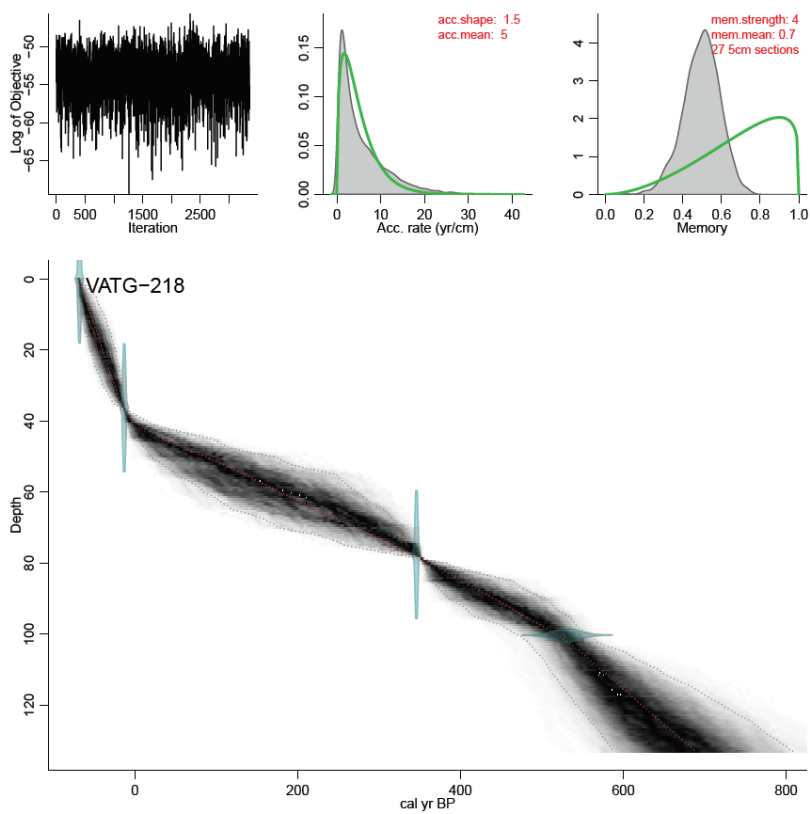 Log of Objective
−50
−55
−60
−65
0 500 1500 2500
Iteration
acc.shape: 1.5
acc.mean: 5
0.15
0.10
0.05
0.00
0 10 20 30 40
Acc. rate (yr/cm)
mem.strength: 4
mem.mean: 0.7
27 5cm sections
4
3
2
1
0
0.0 0.2 0.4 0.6 0.8 1.0
Memory
VATG−218
Depth
0
20
40
60
80
100
120
0 200 400 600 800
cal yr BP